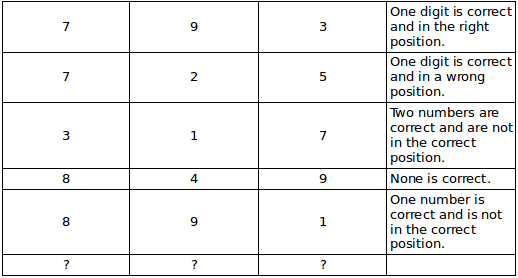 7 9 3 One digit is correct
and in the right
position.
7 2 5 One digit is correct
and in a wrong
position.
3 1 7 Two numbers are
correct and are not
in the correct
position.
8 4 9 None is correct.
8 9 1 One number is
correct and is not
in the correct
position.
? ? ?